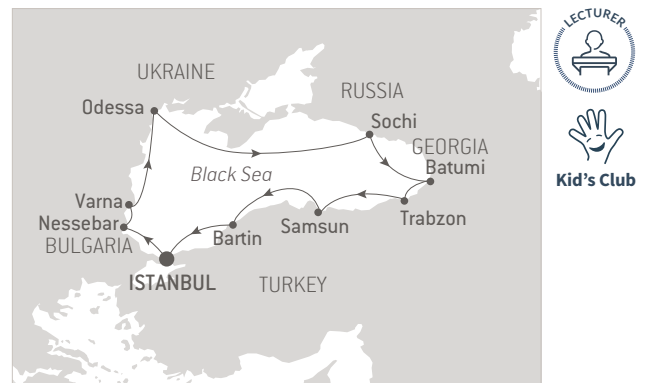 LECTURER
UKRAINE
RUSSIA
Odessa
Sochi
GEORGIA
Batumi
Black Sea
Kid's Club
Varna
Nessebar
Trabzon
Samsun
Bartin
BULGARIA
ISTANBUL
TURKEY